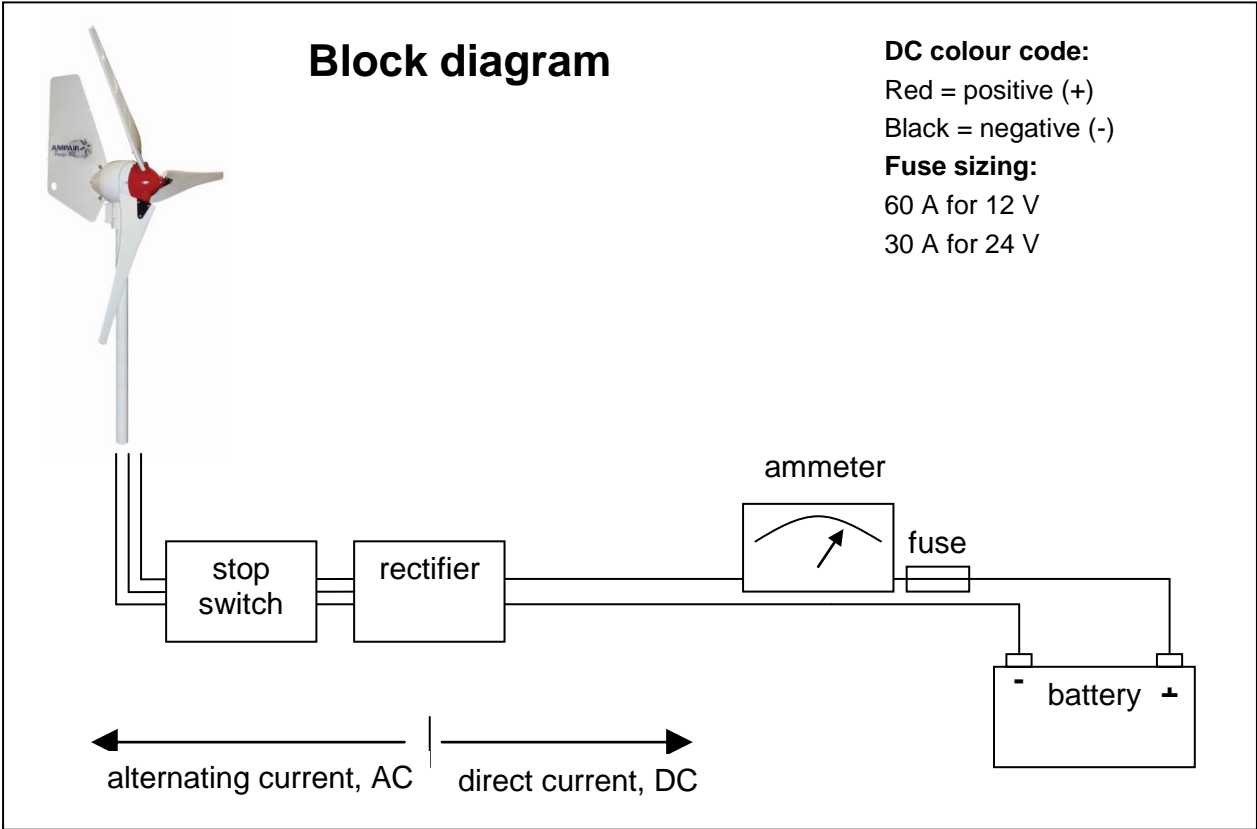 Block diagram
DC colour code:
Red = positive (+)
Black = negative (-)
Fuse sizing:
60 A for 12 V
30 A for 24 V
AMPAIR
ammeter
fuse
stop
switch
rectifier
-
battery
+
alternating current, AC
direct current, DC